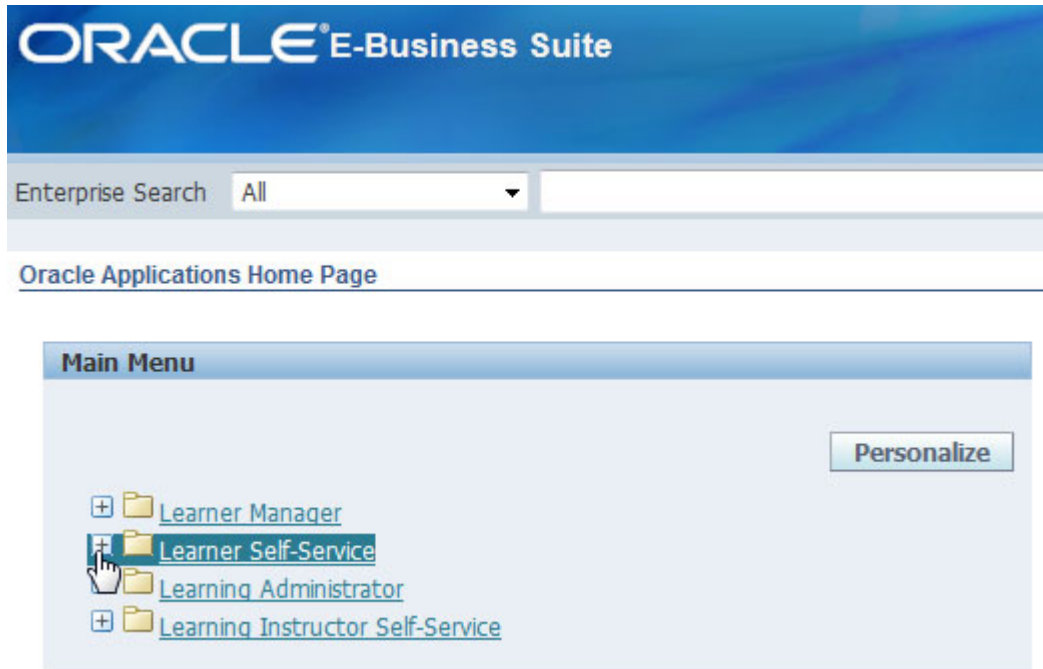 ORACLE® E-Business Suite
Enterprise Search All
Oracle Applications Home Page
Main Menu
Personalize
Learner Manager
Learner Self-Service
Learning Administrator
Learning Instructor Self-Service